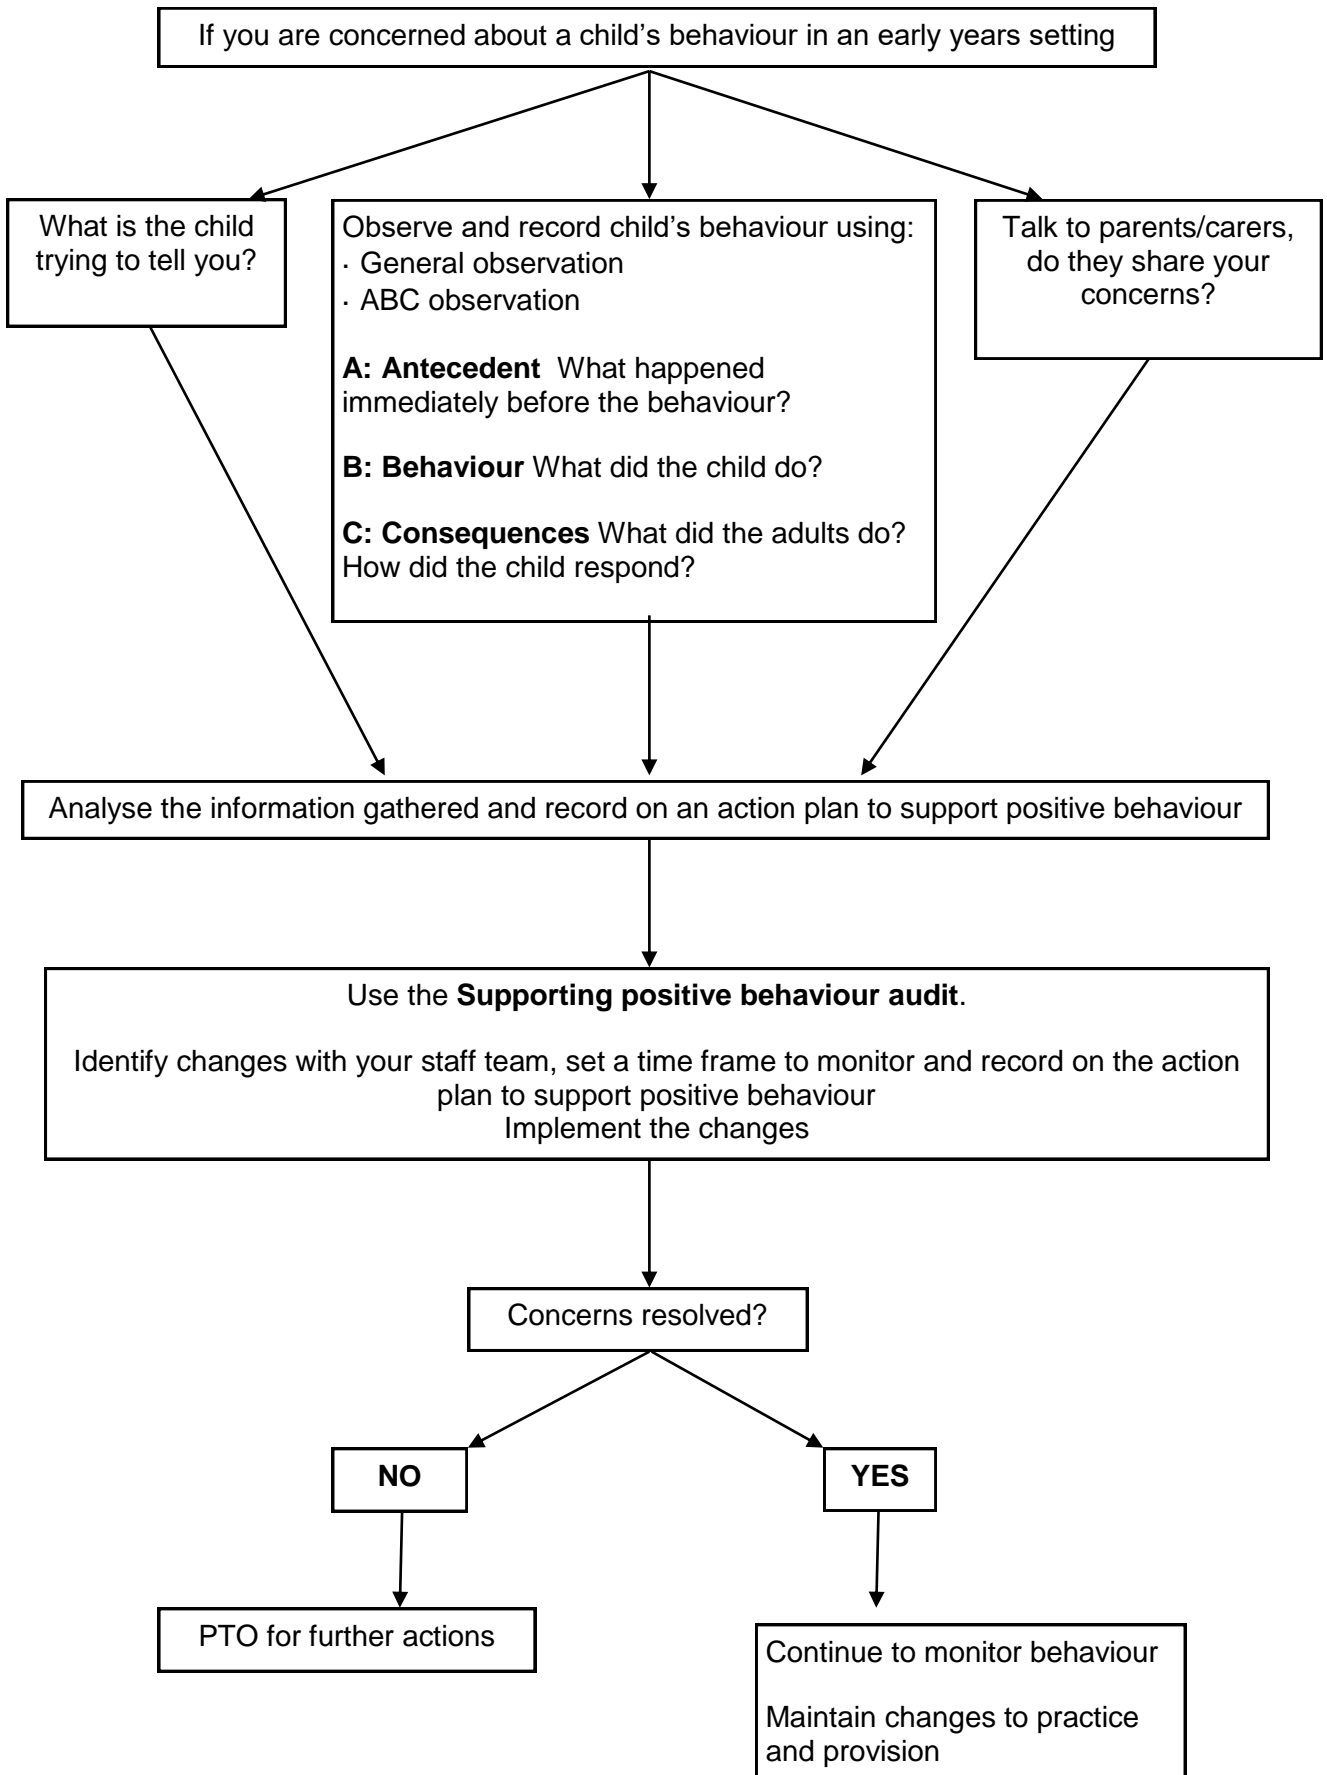 If you are concerned about a child's behaviour in an early years setting
What is the child
trying to tell you?
Observe and record child's behaviour using:
· General observation
· ABC observation
A: Antecedent  What happened
immediately before the behaviour?
B: Behaviour What did the child do?
C: Consequences What did the adults do?
How did the child respond?
Talk to parents/carers,
do they share your
concerns?
Analyse the information gathered and record on an action plan to support positive behaviour
Use the Supporting positive behaviour audit.
Identify changes with your staff team, set a time frame to monitor and record on the action
plan to support positive behaviour
Implement the changes
Concerns resolved?
NO
YES
PTO for further actions
Continue to monitor behaviour
Maintain changes to practice
and provision